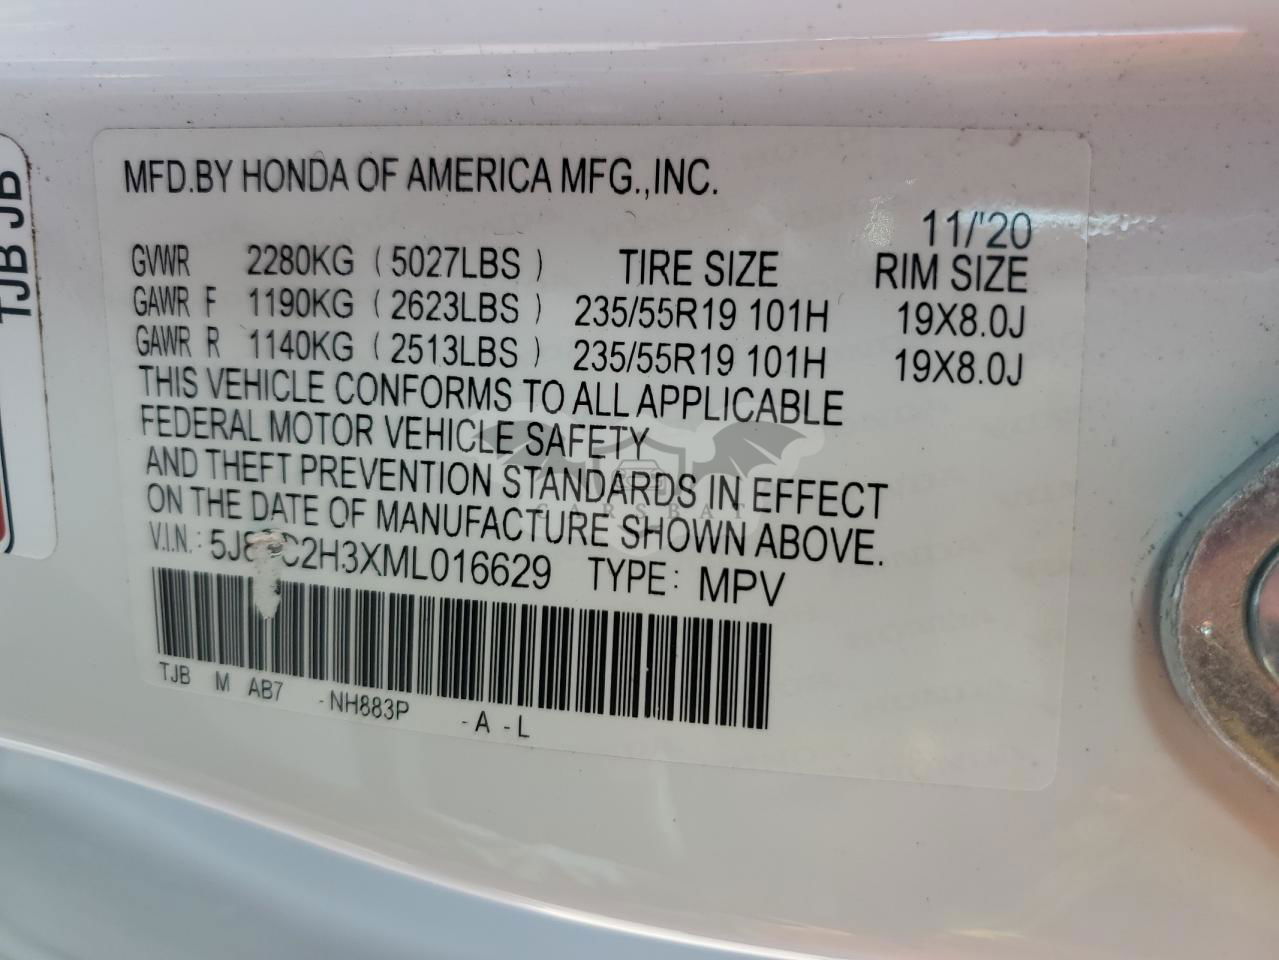 TJB JB
MFD.BY HONDA OF AMERICA MFG.,INC.
11/'20
GVWR 2280KG ( 5027LBS ) TIRE SIZE RIM SIZE
GAWR F 1190KG ( 2623LBS ) 235/55R19 101H 19X8.0J
GAWR R 1140KG ( 2513LBS ) 235/55R19 101H 19X8.0J
THIS VEHICLE CONFORMS TO ALL APPLICABLE
FEDERAL MOTOR VEHICLE SAFETY
AND THEFT PREVENTION STANDARDS IN EFFECT
ON THE DATE OF MANUFACTURE SHOWN ABOVE.
CARSBAT
V.I.N.: TYPE: MPV
TJB M AB7 -NH883P -A -L